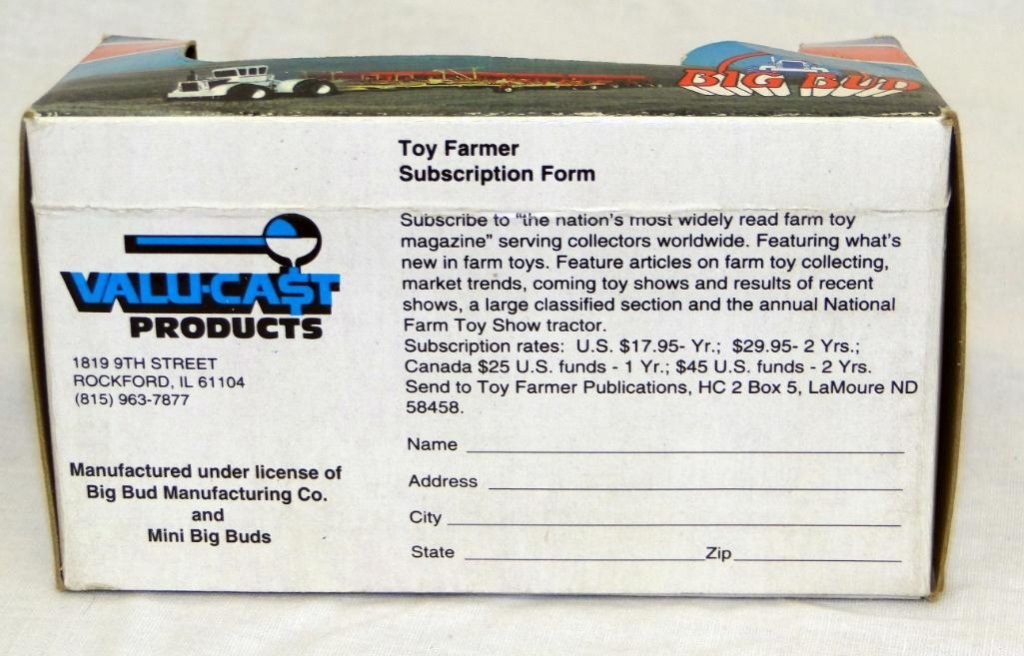 BIG BUD
Toy Farmer
Subscription Form
VALU-CA$T
PRODUCTS
1819 9TH STREET
ROCKFORD, IL 61104
(815) 963-7877
Manufactured under license of
Big Bud Manufacturing Co.
and
Mini Big Buds
Subscribe to "the nation's most widely read farm toy
magazine" serving collectors worldwide. Featuring what's
new in farm toys. Feature articles on farm toy collecting,
market trends, coming toy shows and results of recent
shows, a large classified section and the annual National
Farm Toy Show tractor.
Subscription rates: U.S. $17.95- Yr.; $29.95- 2 Yrs.;
Canada $25 U.S. funds - 1 Yr.; $45 U.S. funds - 2 Yrs.
Send to Toy Farmer Publications, HC 2 Box 5, LaMoure ND
58458.
Name
Address
City
State Zip